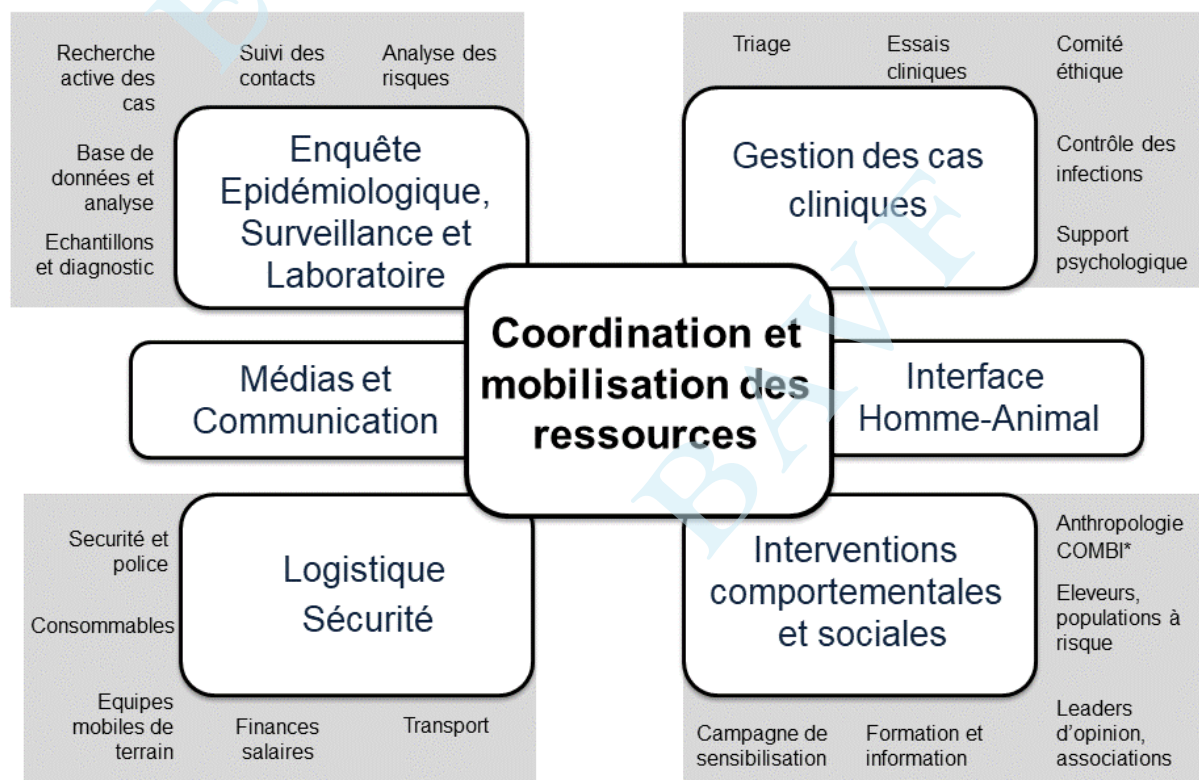 Recherche
active des
cas
Suivi des
contacts
Analyse des
risques
Base de
données et
analyse
Echantillons
et diagnostic
Enquête
Epidémiologique,
Surveillance et
Laboratoire
Triage
Essais
cliniques
Comité
éthique
Contrôle des
infections
Support
psychologique
Gestion des cas
cliniques
Médias et
Communication
Coordination et
mobilisation des
ressources
Interface
Homme-Animal
Securité et
police
Consommables
Equipes
mobiles de
terrain
Finances
salaires
Transport
Logistique
Sécurité
Interventions
comportementales
et sociales
Anthropologie
COMBI*
Eleveurs,
populations à
risque
Leaders
d'opinion,
associations
Campagne de
sensibilisation
Formation et
information
BAVF